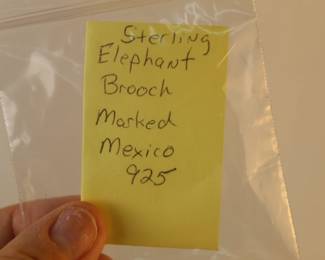 Sterling
Elephant
Brooch
Marked
Mexico
925